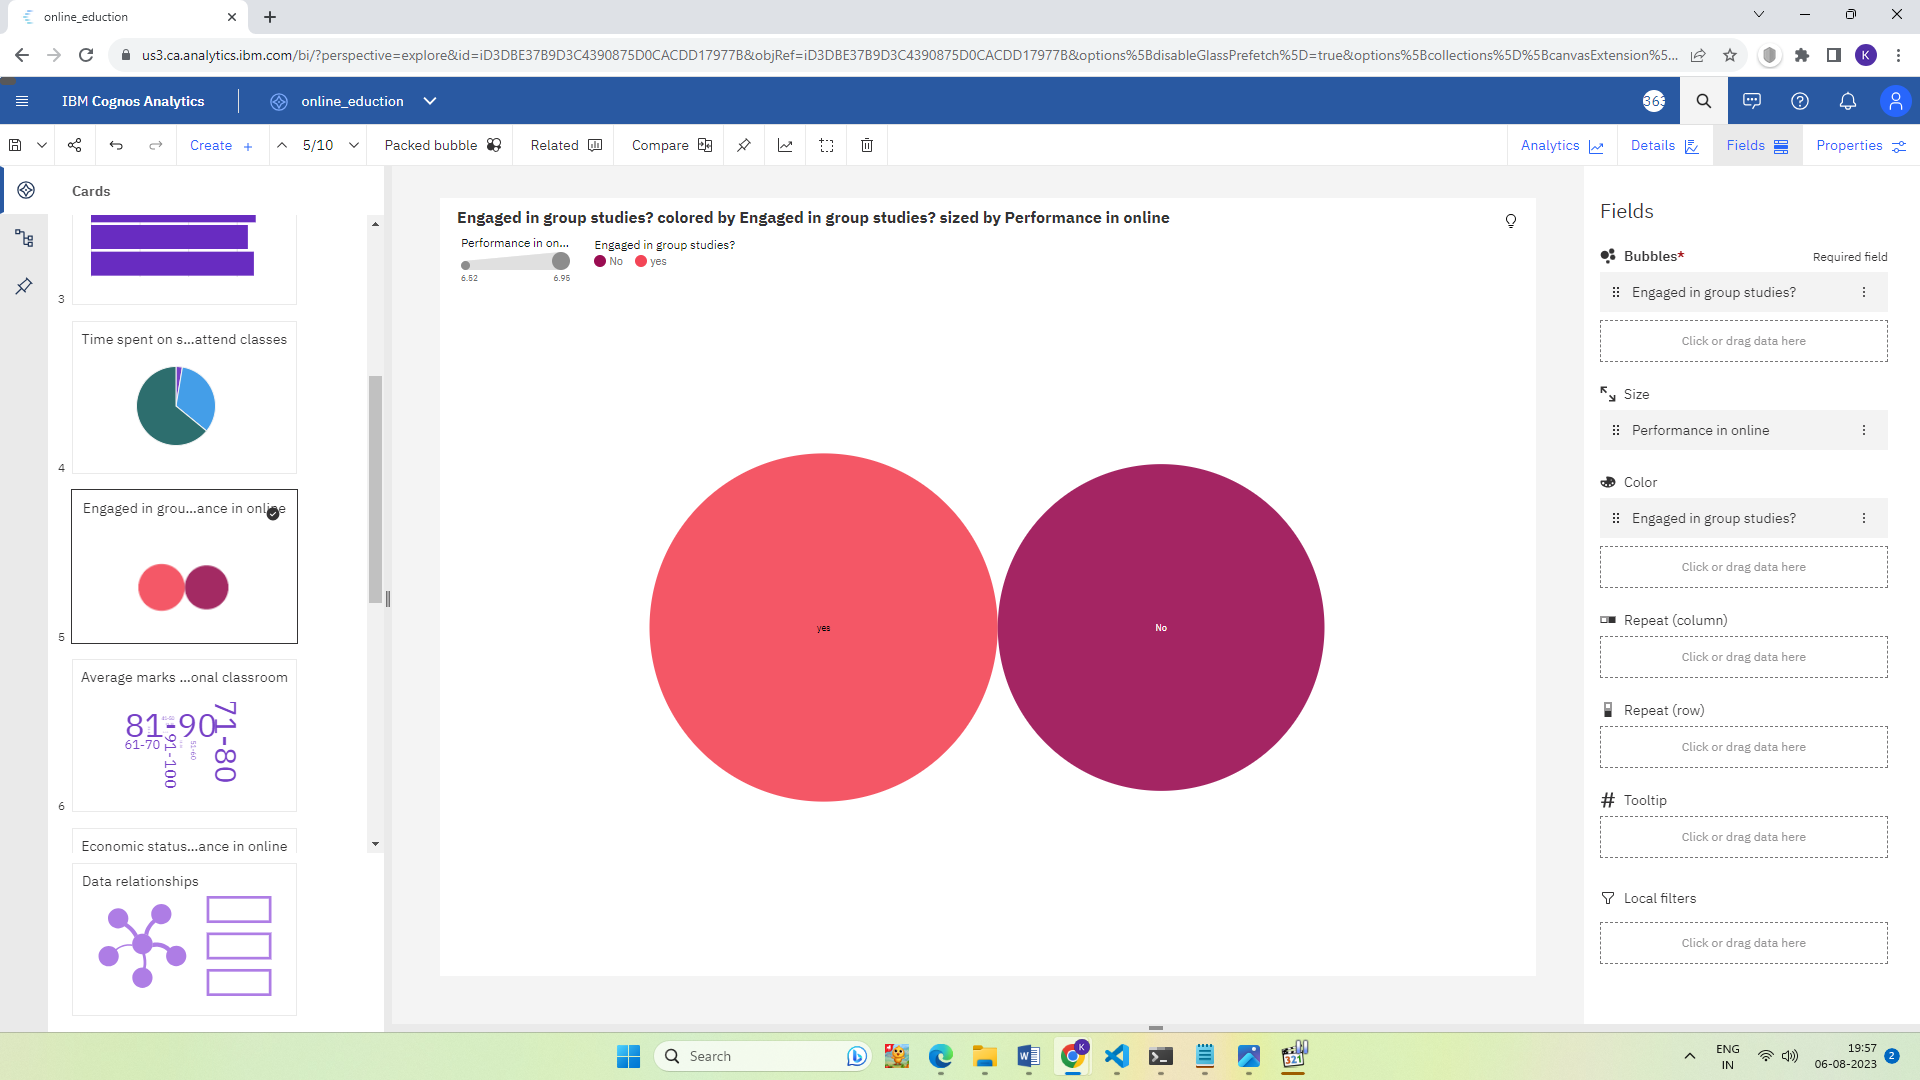 online_eduction
us3.ca.analytics.ibm.com/bi/?perspective=explore&id=iD3DBE37B9D3C4390875D0CACDD17977B&objRef=iD3DBE37B9D3C4390875D0CACDD17977B&options%5BdisableGlassPrefetch%5D=true&options%5Bcollections%5D%5BcanvasExtension%5...
K
IBM Cognos Analytics
online_eduction
363
Create
5/10
Packed bubble
Related
Compare
Analytics
Details
Fields
Properties
Cards
3
Time spent on s...attend classes
4
Engaged in grou...ance in online
5
Average marks ...onal classroom
81-90
71-80
61-70
91-100
51-60
6
Economic status...ance in online
Data relationships
Engaged in group studies? colored by Engaged in group studies? sized by Performance in online
Performance in on...
6.52
6.95
Engaged in group studies?
No
yes
yes
No
Fields
Bubbles*
Required field
Engaged in group studies?
Click or drag data here
Size
Performance in online
Color
Engaged in group studies?
Click or drag data here
Repeat (column)
Click or drag data here
Repeat (row)
Click or drag data here
Tooltip
Click or drag data here
Local filters
Click or drag data here
Search
K
321
ENG
IN
19:57
06-08-2023
2